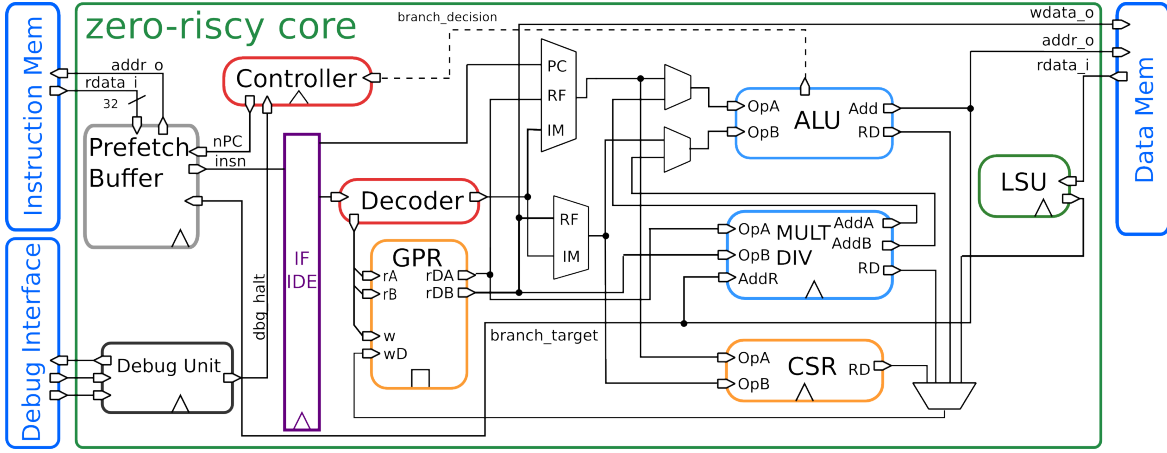 zero-riscy core
branch_decision
wdata_o
addr_o
rdata_i
Instruction Mem
addr_o
rdata_i
32
Controller
PC
RF
IM
OpA
OpB
ALU
Add
RD
Data Mem
Prefetch
Buffer
nPC
insn
Decoder
LSU
RF
IM
Debug Interface
IF
IDE
GPR
rA
rB
rDA
rDB
w
wD
OpA
OpB
AddR
MULT
DIV
AddA
AddB
RD
dbg_halt
branch_target
Debug Unit
OpA
OpB
CSR
RD